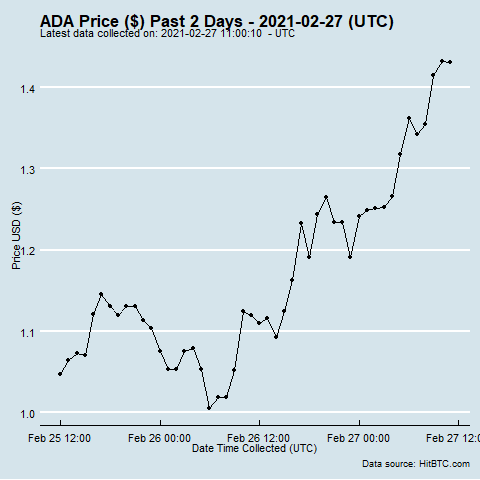 ADA Price ($) Past 2 Days - 2021-02-27 (UTC)
Latest data collected on: 2021-02-27 11:00:10 - UTC
1.4
1.3
1.2
1.1
1.0
Price USD ($)
Feb 25 12:00 Feb 26 00:00 Feb 26 12:00 Feb 27 00:00 Feb 27 12:
Date Time Collected (UTC)
Data source: HitBTC.com